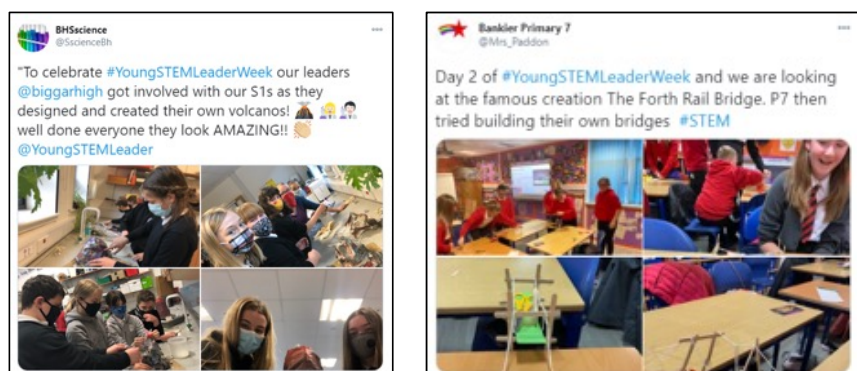 BHSscience
@SscienceBh
"To celebrate #YoungSTEMLeaderWeek our leaders
@biggarhigh got involved with our S1s as they
designed and created their own volcanos!
well done everyone they look AMAZING!!
@YoungSTEMLeader
Bankier Primary 7
@Mrs_Paddon
Day 2 of #YoungSTEMLeaderWeek and we are looking
at the famous creation The Forth Rail Bridge. P7 then
tried building their own bridges #STEM